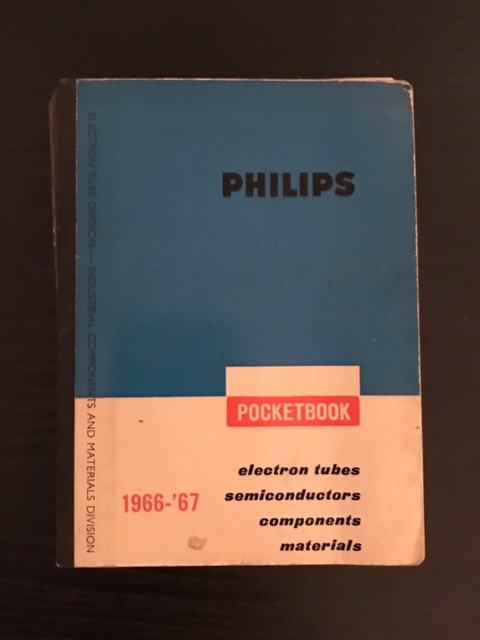 ELECTRON TUBE DIVISION — INDUSTRIAL COMPONENTS AND MATERIALS DIVISION
PHILIPS
POCKETBOOK
electron tubes
semiconductors
components
materials
1966-'67